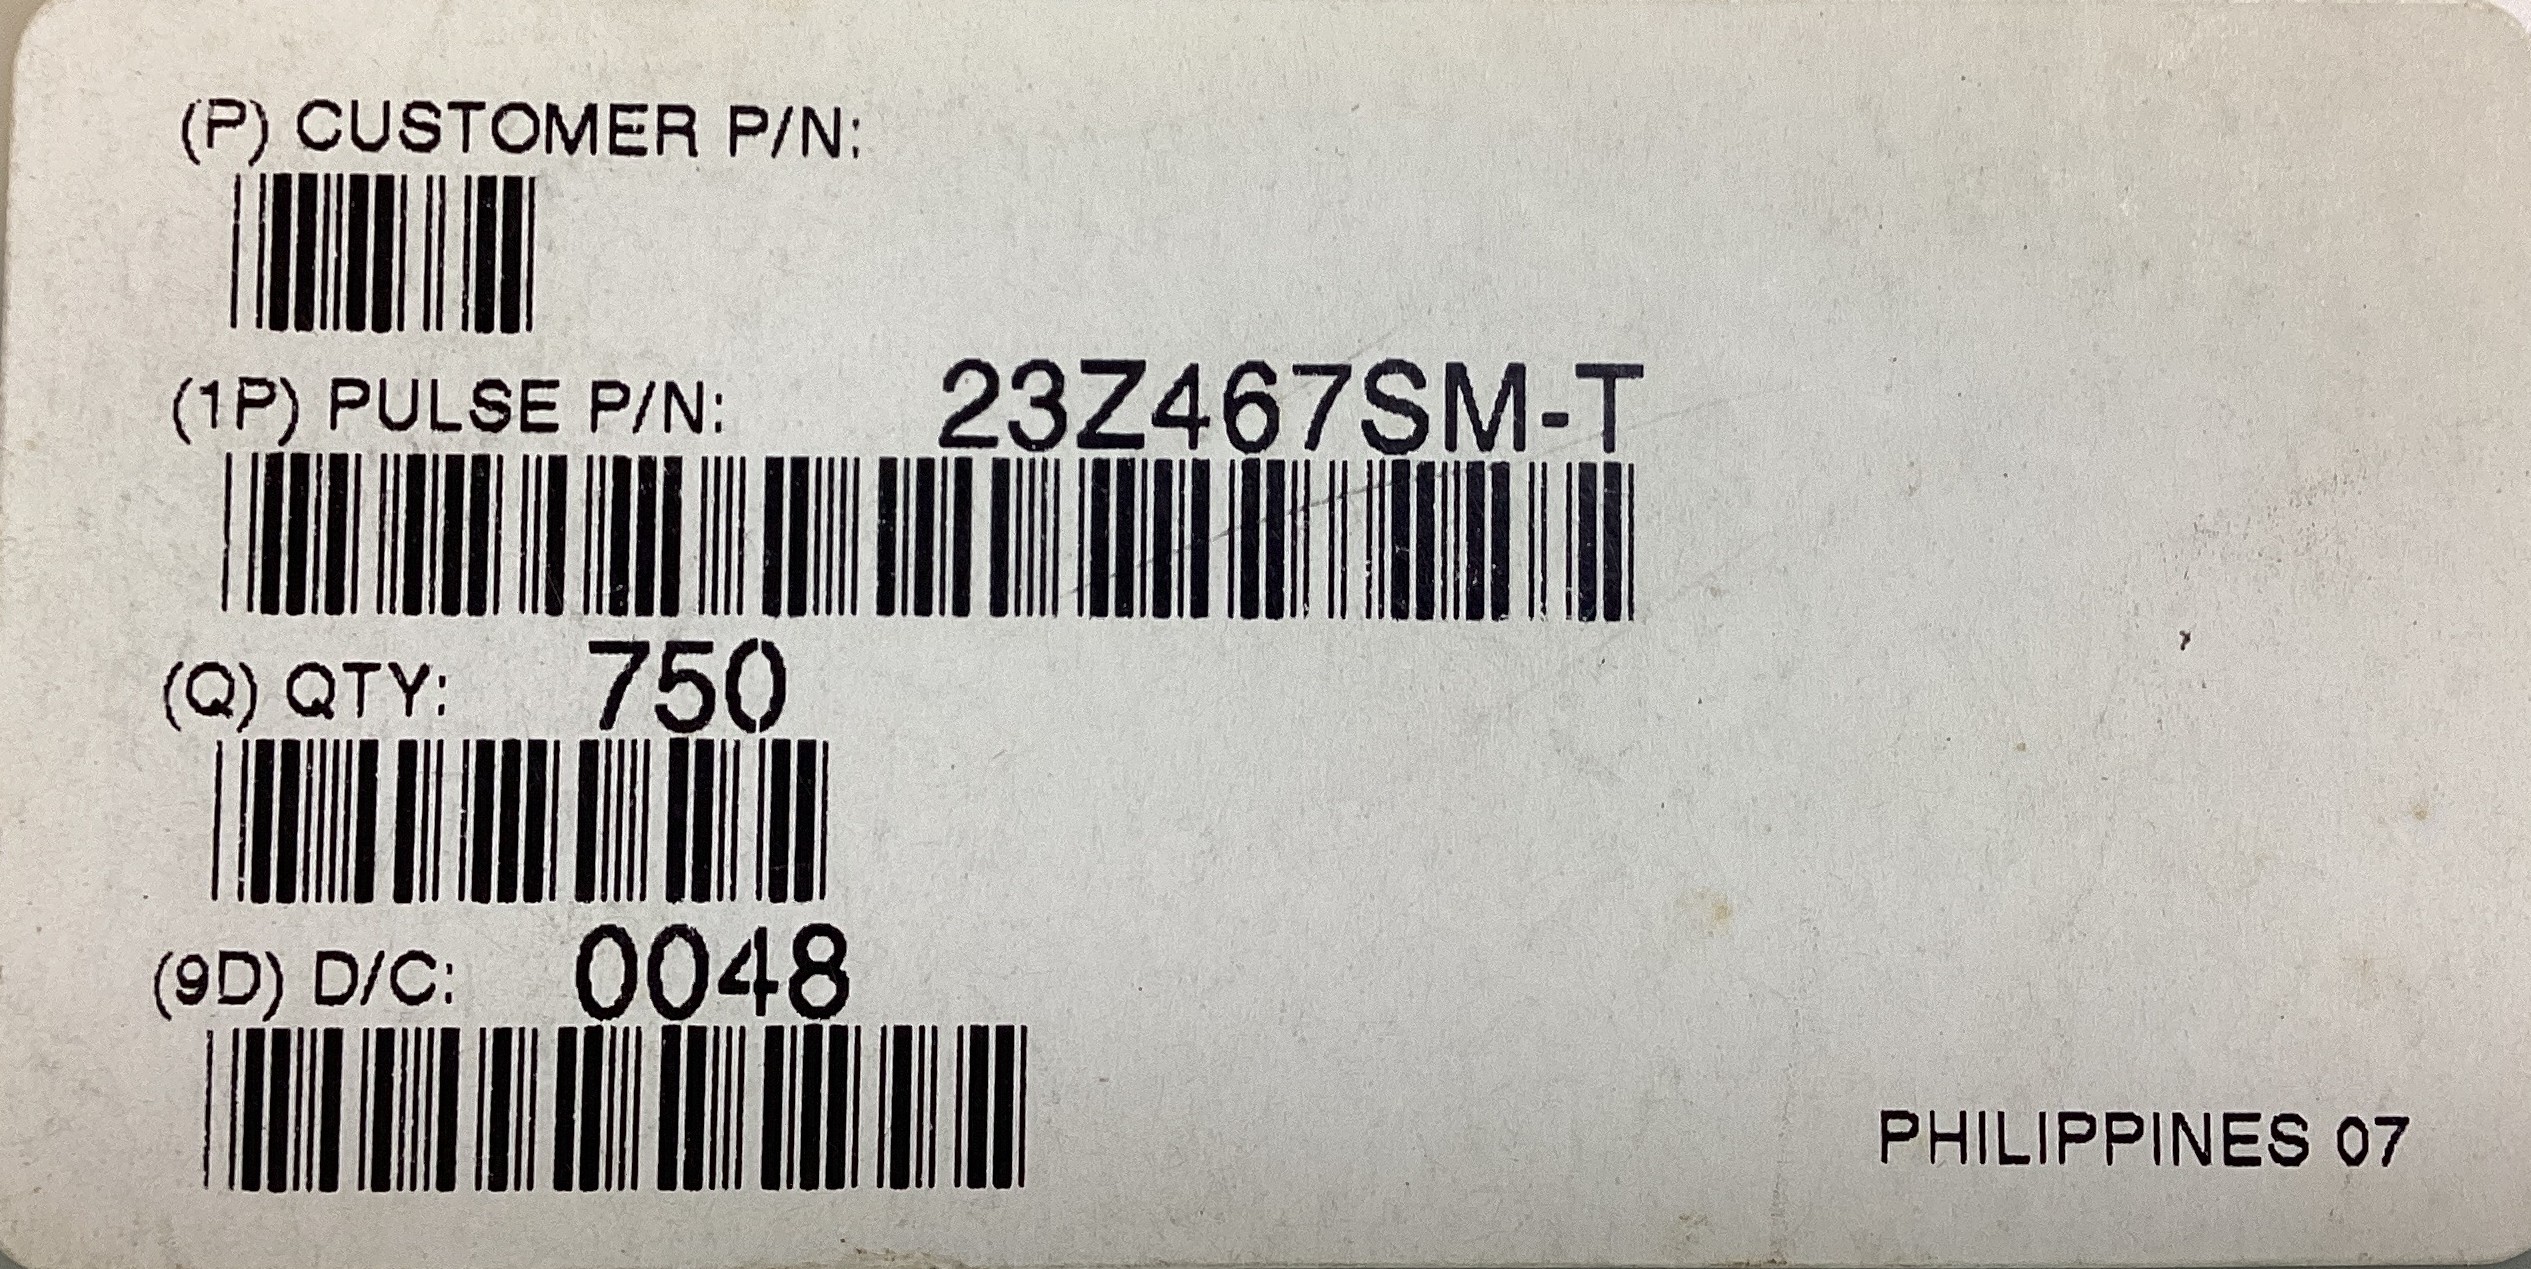 (P) CUSTOMER P/N:
(1P) PULSE P/N: 23Z467SM-T
(Q) QTY: 750
(9D) D/C: 0048
PHILIPPINES 07